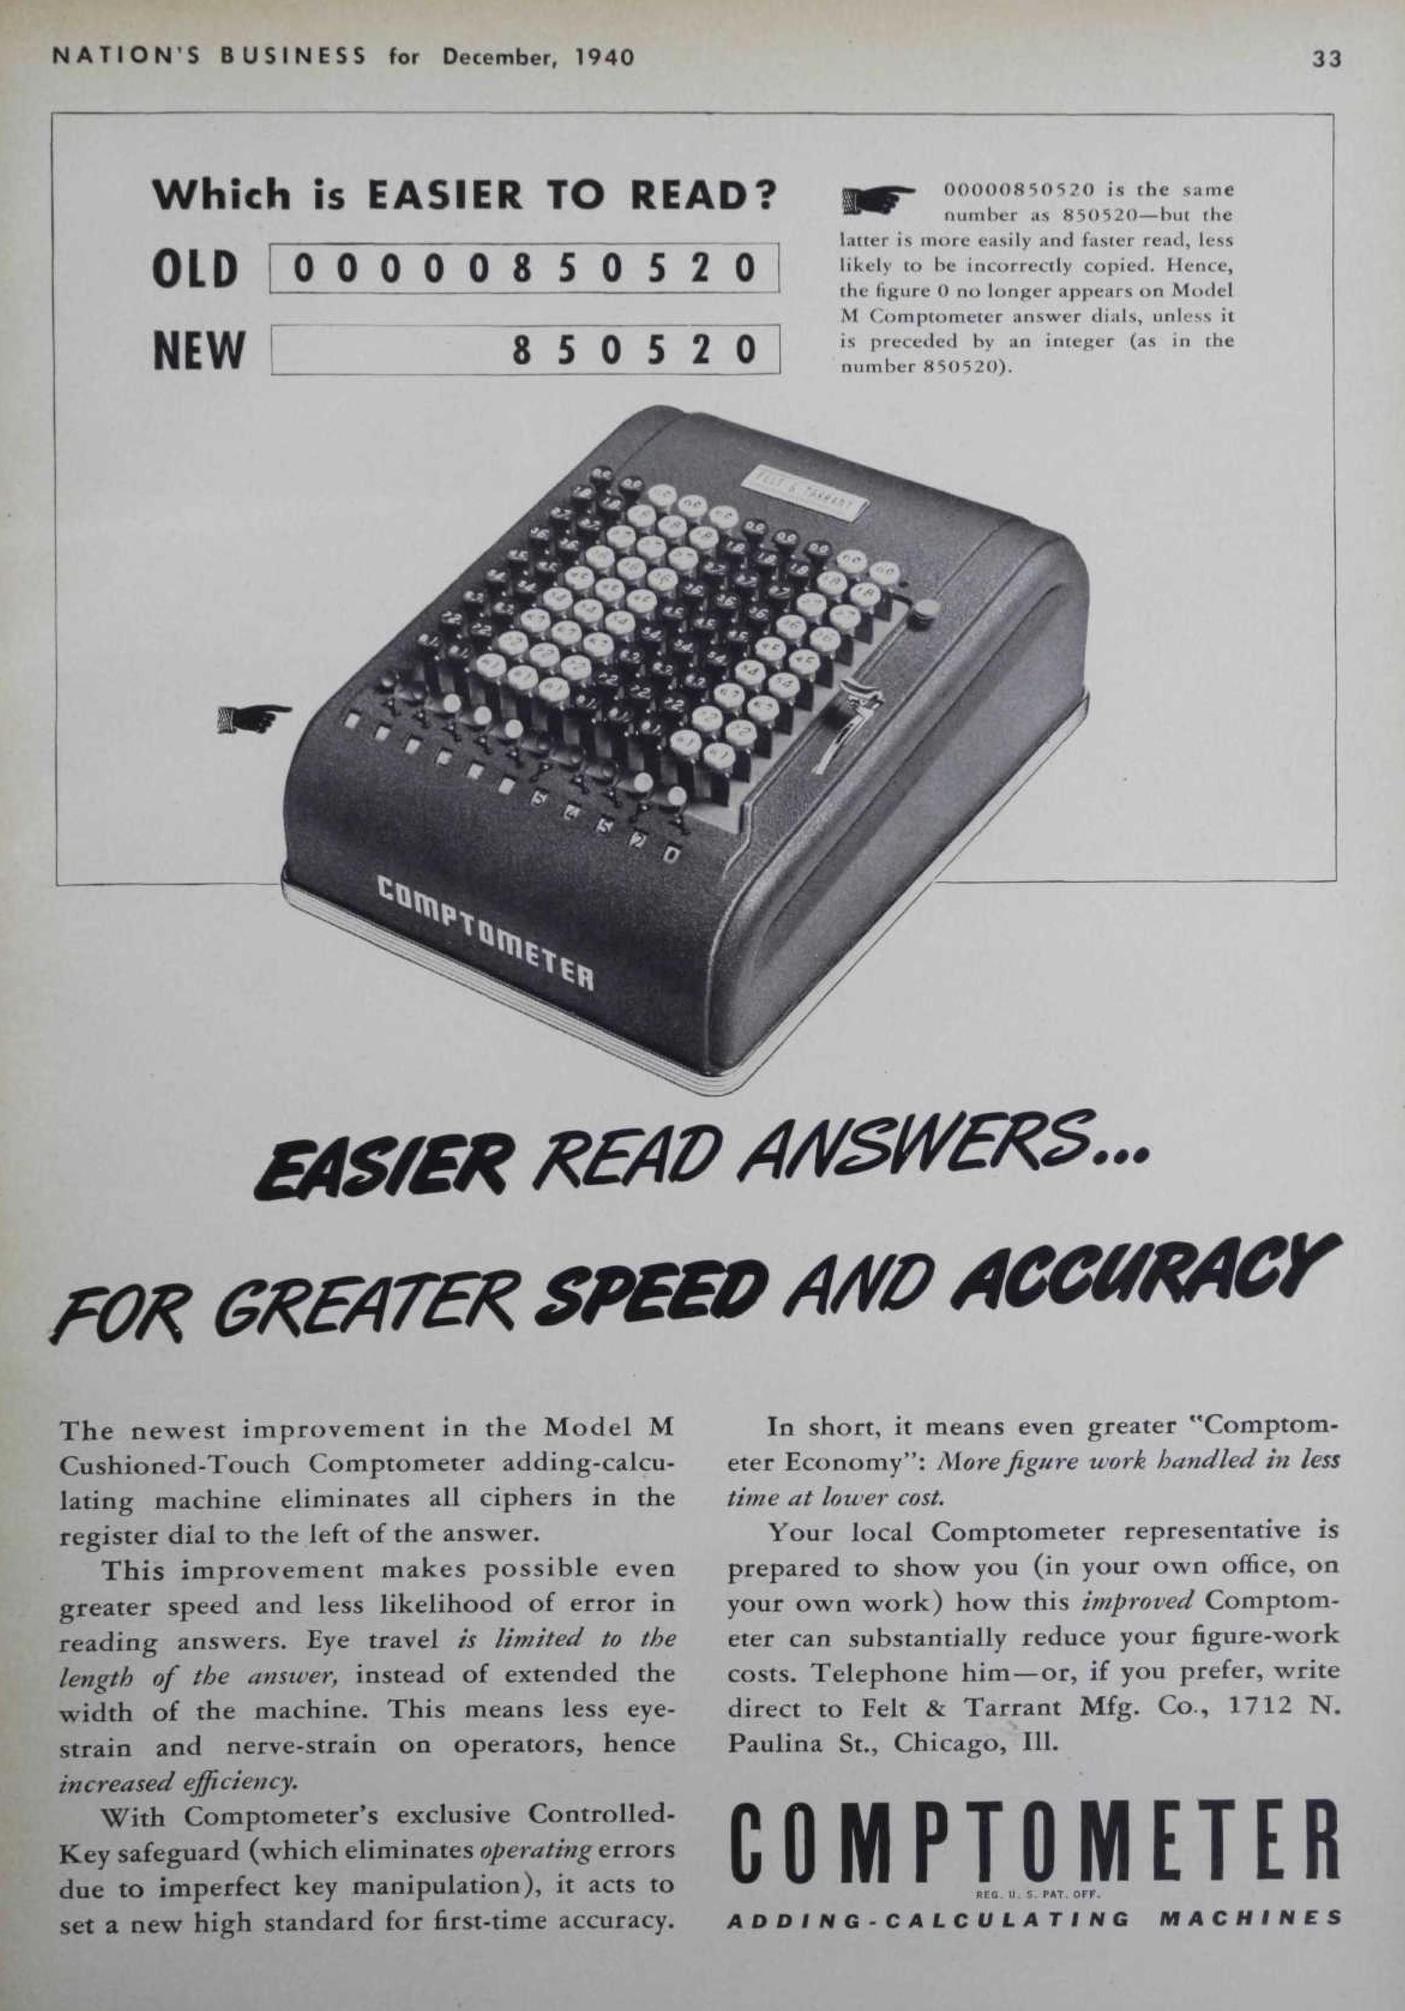 NATION'S BUSINESS for December, 1940
33
Which is EASIER TO READ?
OLD 0 0 0 0 0 8 5 0 5 2 0
NEW 8 5 0 5 2 0
00000850520 is the same
number as 850520—but the
latter is more easily and faster read, less
likely to be incorrectly copied. Hence,
the figure 0 no longer appears on Model
M Comptometer answer dials, unless it
is preceded by an integer (as in the
number 850520).
FELT & TARRANT
COMPTOMETER
EASIER READ ANSWERS...
FOR GREATER SPEED AND ACCURACY
The newest improvement in the Model M
Cushioned-Touch Comptometer adding-calcu-
lating machine eliminates all ciphers in the
register dial to the left of the answer.
This improvement makes possible even
greater speed and less likelihood of error in
reading answers. Eye travel is limited to the
length of the answer, instead of extended the
width of the machine. This means less eye-
strain and nerve-strain on operators, hence
increased efficiency.
With Comptometer's exclusive Controlled-
Key safeguard (which eliminates operating errors
due to imperfect key manipulation), it acts to
set a new high standard for first-time accuracy.
In short, it means even greater "Comptom-
eter Economy": More figure work handled in less
time at lower cost.
Your local Comptometer representative is
prepared to show you (in your own office, on
your own work) how this improved Comptom-
eter can substantially reduce your figure-work
costs. Telephone him—or, if you prefer, write
direct to Felt & Tarrant Mfg. Co., 1712 N.
Paulina St., Chicago, Ill.
COMPTOMETER
REG. U. S. PAT. OFF.
ADDING-CALCULATING MACHINES